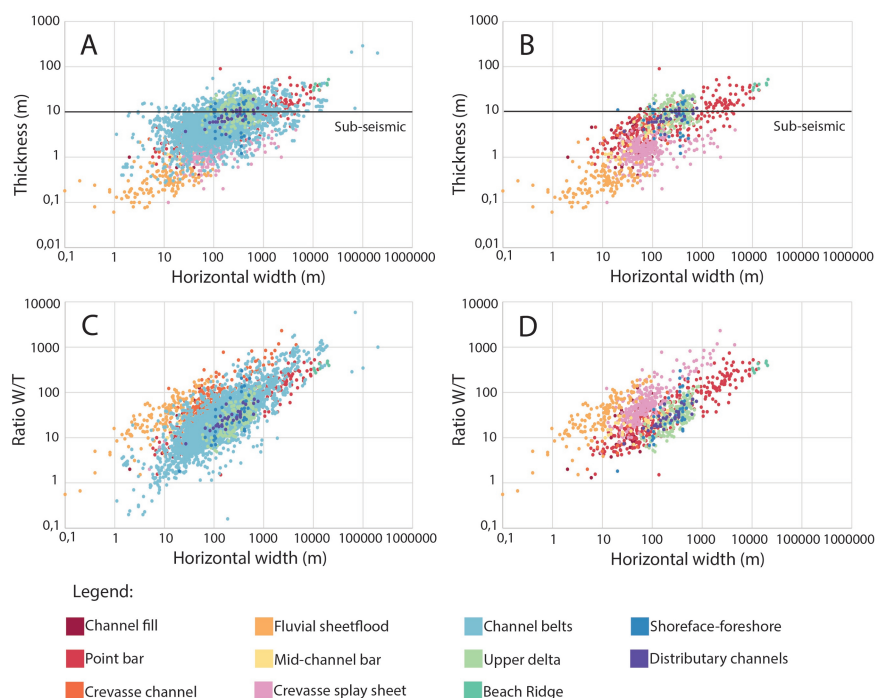 A
Thickness (m)
1000
100
10
1
0,1
0,01
Sub-seismic
0,1 1 10 100 1000 10000 100000 1000000
Horizontal width (m)
B
Thickness (m)
1000
100
10
1
0,1
0,01
Sub-seismic
0,1 1 10 100 1000 10000 100000 1000000
Horizontal width (m)
C
Ratio W/T
10000
1000
100
10
1
0,1
0,1 1 10 100 1000 10000 100000 1000000
Horizontal width (m)
D
Ratio W/T
10000
1000
100
10
1
0,1
0,1 1 10 100 1000 10000 100000 1000000
Horizontal width (m)
Legend:
Channel fill Fluvial sheetflood Channel belts Shoreface-foreshore
Point bar Mid-channel bar Upper delta Distributary channels
Crevasse channel Crevasse splay sheet Beach Ridge